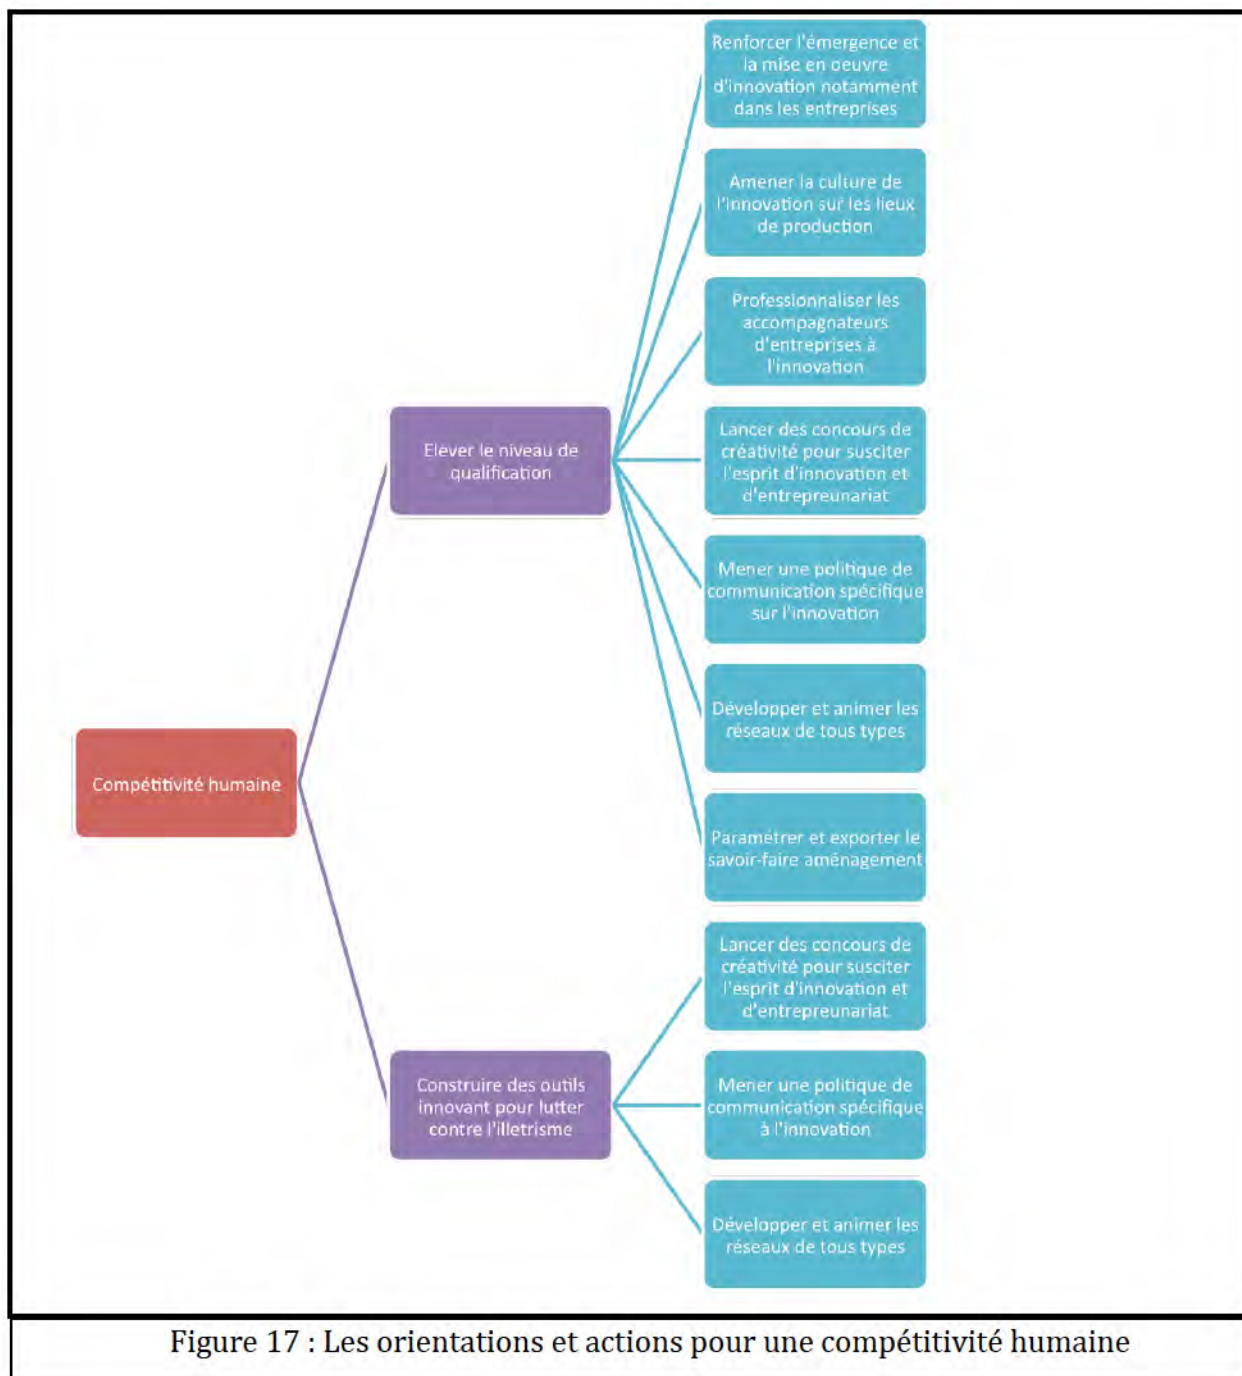 Renforcer l'émergence et
la mise en oeuvre
d'innovation notamment
dans les entreprises
Amener la culture de
l'innovation sur les lieux
de production
Professionnaliser les
accompagnateurs
d'entreprises à
l'innovation
Elever le niveau de
qualification
Lancer des concours de
créativité pour susciter
l'esprit d'innovation et
d'entrepreunariat
Mener une politique de
communication spécifique
sur l'innovation
Développer et animer les
réseaux de tous types
Compétitivité humaine
Paramétrer et exporter le
savoir-faire aménagement
Lancer des concours de
créativité pour susciter
l'esprit d'innovation et
d'entrepreunariat
Construire des outils
innovant pour lutter
contre l'illetrisme
Mener une politique de
communication spécifique
à l'innovation
Développer et animer les
réseaux de tous types
Figure 17 : Les orientations et actions pour une compétitivité humaine